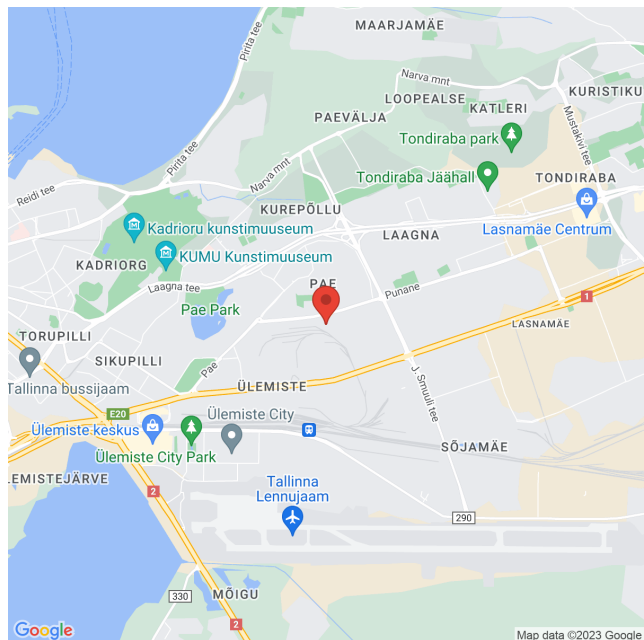 MAARJAMÄE
Pirita tee
Narva mnt
KURISTIKU
LOOPEALSE
KATLERI
PAEVÄLJA
Mustakivi tee
Tondiraba park
Pirita tee
Narva mnt
Tondiraba Jäähall
TONDIRABA
Reidi tee
KUREPÕLLU
Kadrioru kunstimuuseum
LAAGNA
Lasnamäe Centrum
KUMU Kunstimuuseum
KADRIORG
Laagna tee
PAE
Punane
1
Pae Park
LASNAMÄE
TORUPILLI
SIKUPILLI
Pae
J. Smuuli tee
Tallinna bussijaam
ÜLEMISTE
E20
Ülemiste City
Ülemiste keskus
SÕJAMÄE
Ülemiste City Park
LEMISTEJÄRVE
2
Tallinna
Lennujaam
290
330
MÕIGU
2
Google
Map data ©2023 Google